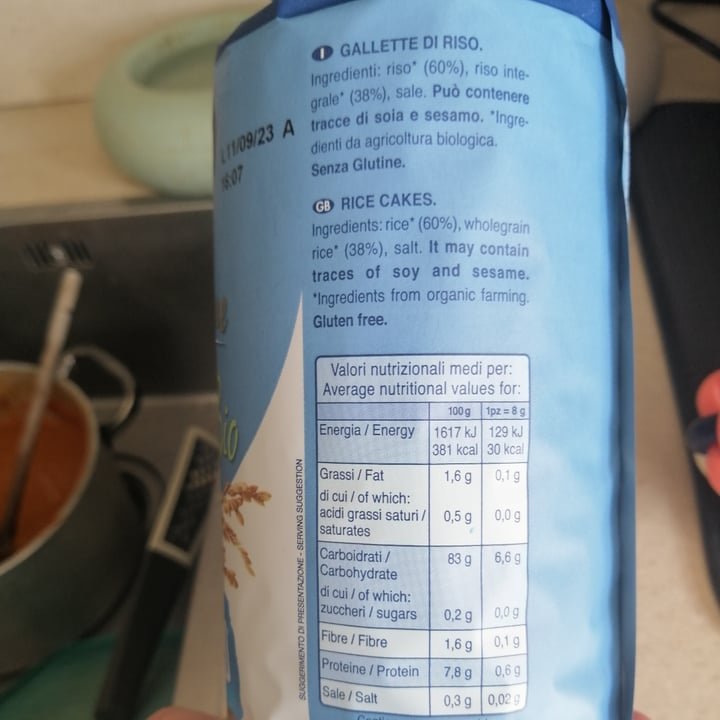 L11/09/23 A
16:07
I GALLETTE DI RISO.
Ingredienti: riso* (60%), riso inte-
grale* (38%), sale. Può contenere
tracce di soia e sesamo. *Ingre-
dienti da agricoltura biologica.
Senza Glutine.
GB RICE CAKES.
Ingredients: rice* (60%), wholegrain
rice* (38%), salt. It may contain
traces of soy and sesame.
*Ingredients from organic farming.
Gluten free.
Valori nutrizionali medi per:
Average nutritional values for:
100 g 1pz = 8 g
Energia / Energy 1617 kJ 129 kJ
381 kcal 30 kcal
Grassi / Fat 1,6 g 0,1 g
di cui / of which:
acidi grassi saturi / 0,5 g 0,0 g
saturates
Carboidrati / 83 g 6,6 g
Carbohydrate
di cui / of which:
zuccheri / sugars 0,2 g 0,0 g
Fibre / Fibre 1,6 g 0,1 g
Proteine / Protein 7,8 g 0,6 g
Sale / Salt 0,3 g 0,02 g
SUGGERIMENTO DI PRESENTAZIONE - SERVING SUGGESTION